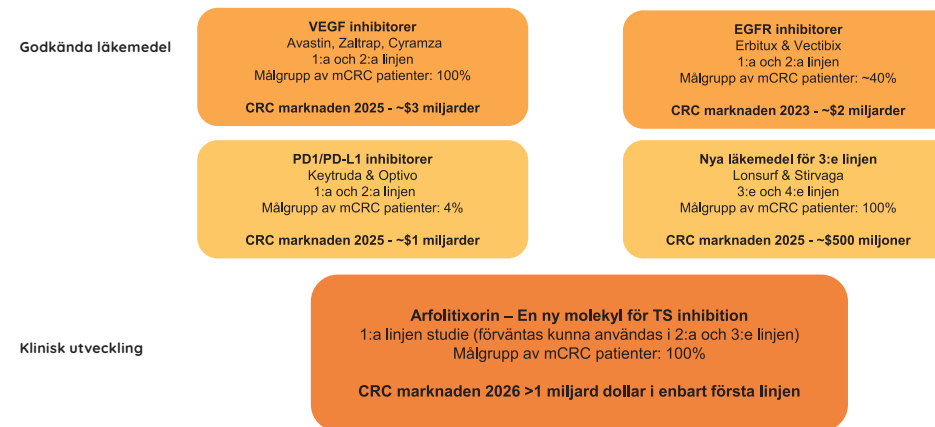 Godkända läkemedel
VEGF inhibitorer
Avastin, Zaltrap, Cyramza
1:a och 2:a linjen
Målgrupp av mCRC patienter: 100%
CRC marknaden 2025 - ~$3 miljarder
EGFR inhibitorer
Erbitux & Vectibix
1:a och 2:a linjen
Målgrupp av mCRC patienter: ~40%
CRC marknaden 2023 - ~$2 miljarder
PD1/PD-L1 inhibitorer
Keytruda & Optivo
1:a och 2:a linjen
Målgrupp av mCRC patienter: 4%
CRC marknaden 2025 - ~$1 miljarder
Nya läkemedel för 3:e linjen
Lonsurf & Stirvaga
3:e och 4:e linjen
Målgrupp av mCRC patienter: 100%
CRC marknaden 2025 - ~$500 miljoner
Klinisk utveckling
Arfolitixorin – En ny molekyl för TS inhibition
1:a linjen studie (förväntas kunna användas i 2:a och 3:e linjen)
Målgrupp av mCRC patienter: 100%
CRC marknaden 2026 >1 miljard dollar i enbart första linjen